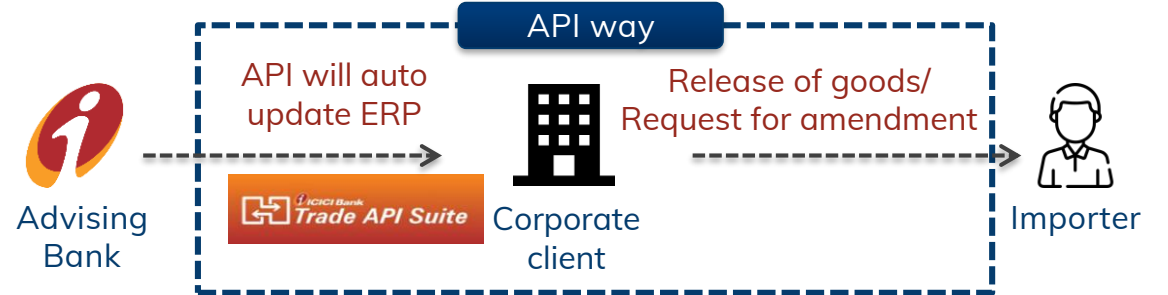 API way
API will auto
update ERP
Release of goods/
Request for amendment
i
ICICI Bank
Trade API Suite
Advising
Bank
Corporate
client
Importer